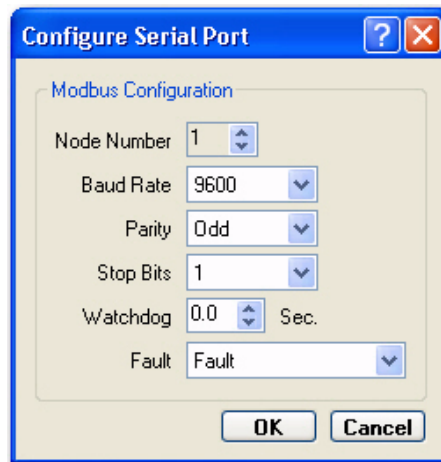 Configure Serial Port
Modbus Configuration
Node Number 1
Baud Rate 9600
Parity Odd
Stop Bits 1
Watchdog 0.0 Sec.
Fault Fault
OK Cancel